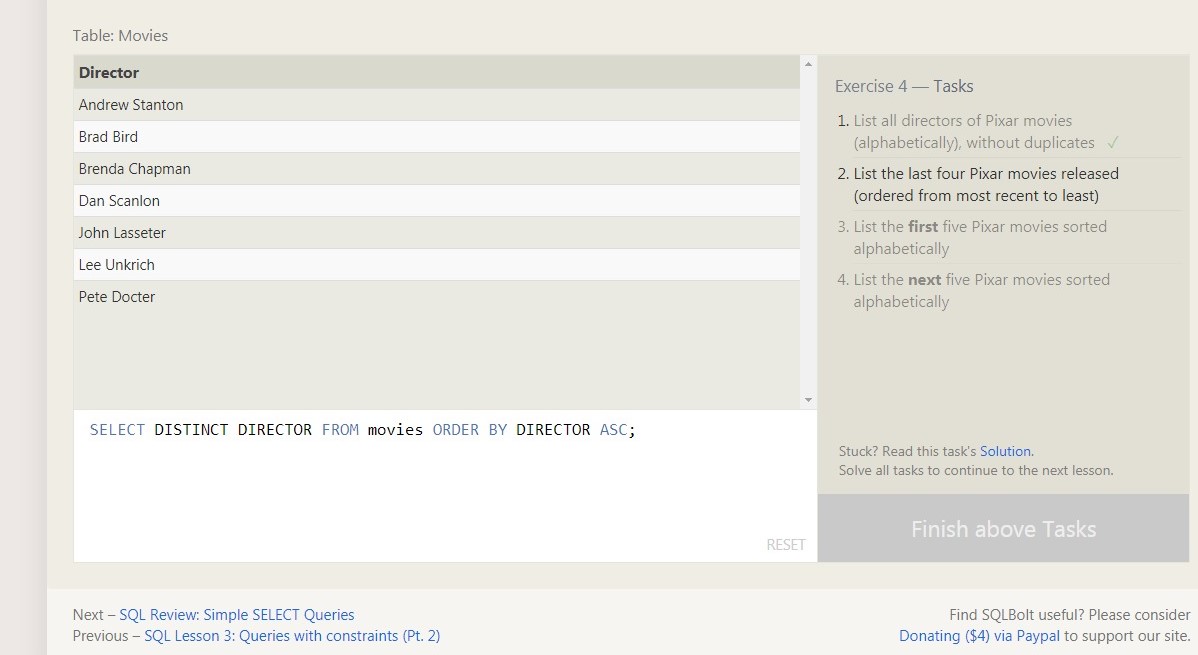 Table: Movies
Director
Andrew Stanton
Brad Bird
Brenda Chapman
Dan Scanlon
John Lasseter
Lee Unkrich
Pete Docter
SELECT DISTINCT DIRECTOR FROM movies ORDER BY DIRECTOR ASC;
RESET
Exercise 4 — Tasks
1. List all directors of Pixar movies
(alphabetically), without duplicates ✓
2. List the last four Pixar movies released
(ordered from most recent to least)
3. List the first five Pixar movies sorted
alphabetically
4. List the next five Pixar movies sorted
alphabetically
Stuck? Read this task's Solution.
Solve all tasks to continue to the next lesson.
Finish above Tasks
Next – SQL Review: Simple SELECT Queries
Previous – SQL Lesson 3: Queries with constraints (Pt. 2)
Find SQLBolt useful? Please consider
Donating ($4) via Paypal to support our site.